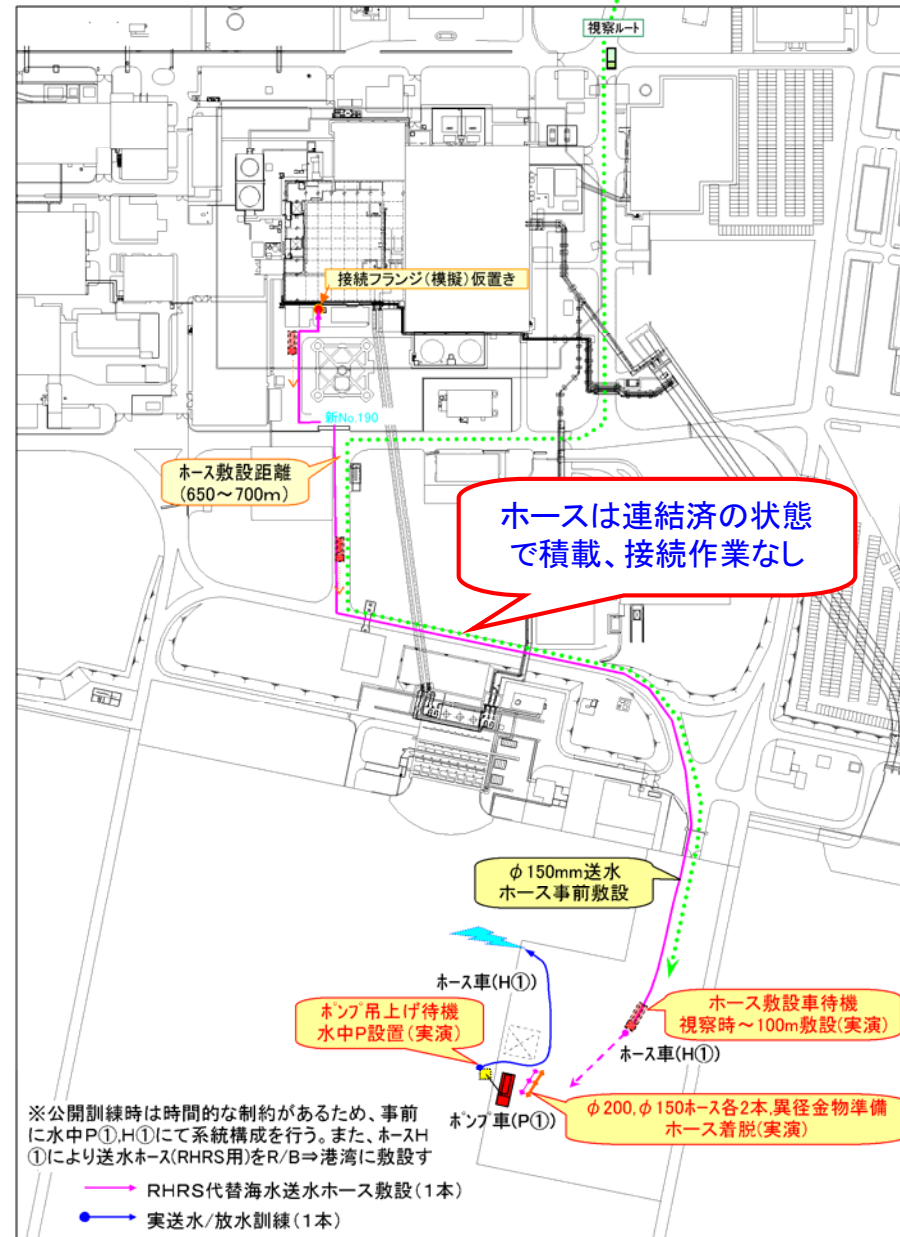 視察ルート
接続フランジ(模擬)仮置き
新No.190
ホース敷設距離
(650～700m)
ホースは連結済の状態
で積載、接続作業なし
φ150mm送水
ホース事前敷設
ホース車(H①)
ポンプ吊上げ待機
水中P設置(実演)
ホース敷設車待機
視察時～100m敷設(実演)
ホース車(H①)
ポンプ車(P①)
φ200,φ150ホース各2本,異径金物準備
ホース着脱(実演)
※公開訓練時は時間的な制約があるため、事前
に水中P①,H①にて系統構成を行う。また、ホースH
①により送水ホース(RHRS用)をR/B⇒港湾に敷設す
RHRS代替海水送水ホース敷設(1本)
実送水/放水訓練(1本)